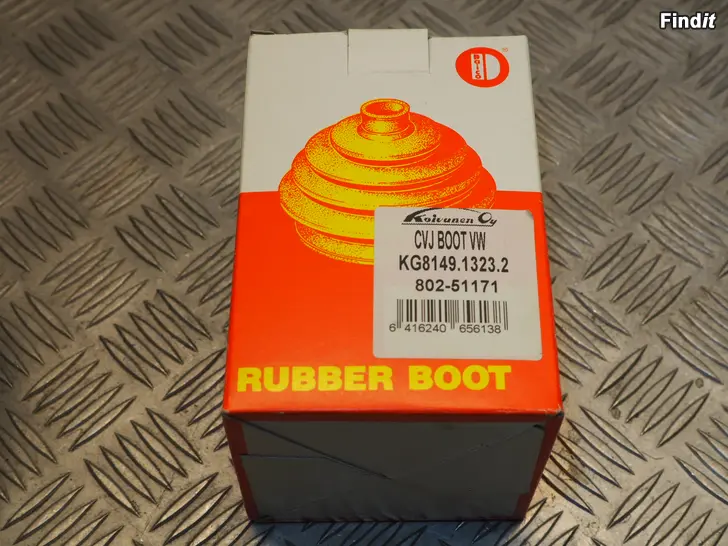 Findit
Koivunen Oy
CVJ BOOT VW
KG8149.1323.2
802-51171
6 416240 656138
RUBBER BOOT